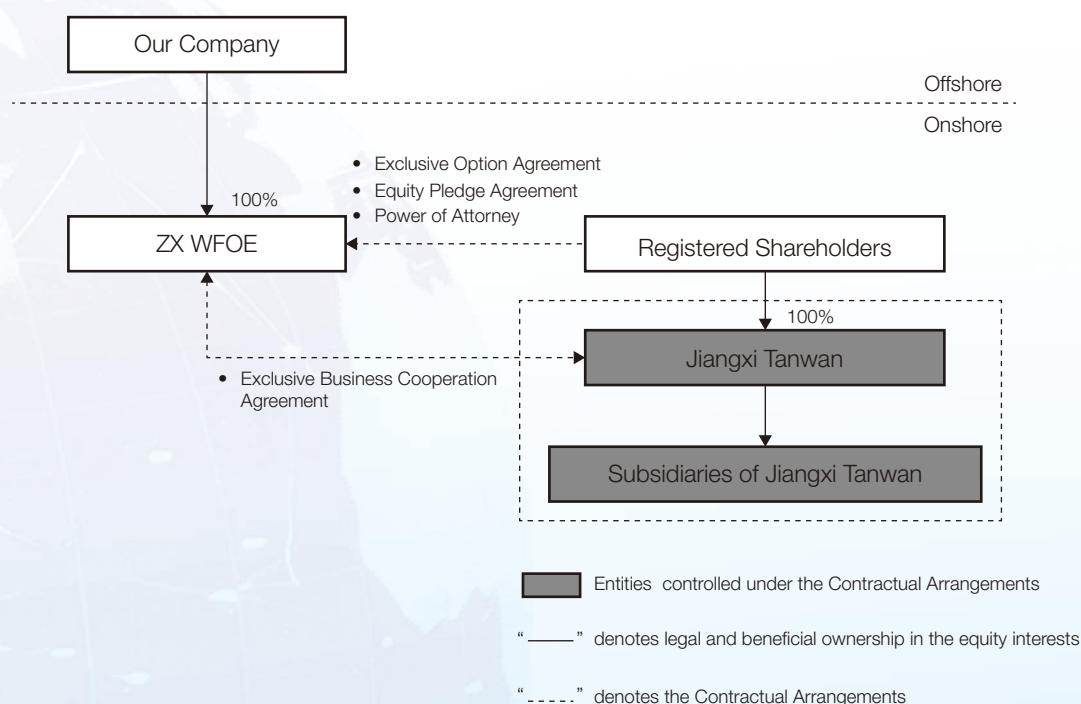 Our Company
Offshore
Onshore
• Exclusive Option Agreement
• Equity Pledge Agreement
• Power of Attorney
100%
ZX WFOE
Registered Shareholders
100%
Jiangxi Tanwan
• Exclusive Business Cooperation
Agreement
Subsidiaries of Jiangxi Tanwan
Entities controlled under the Contractual Arrangements
“ —— ” denotes legal and beneficial ownership in the equity interests
“ ----- ” denotes the Contractual Arrangements